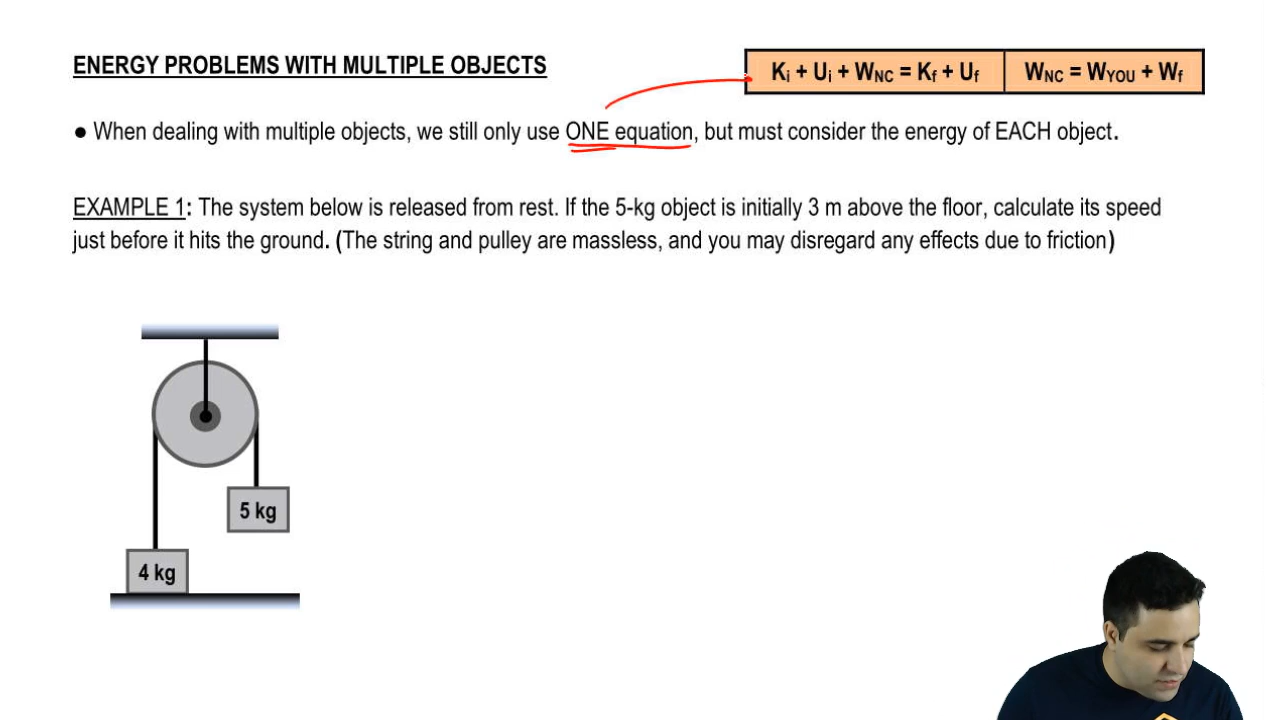 ENERGY PROBLEMS WITH MULTIPLE OBJECTS
Kᵢ + Uᵢ + W_NC = K_f + U_f W_NC = W_YOU + W_f
● When dealing with multiple objects, we still only use ONE equation, but must consider the energy of EACH object.
EXAMPLE 1: The system below is released from rest. If the 5-kg object is initially 3 m above the floor, calculate its speed
just before it hits the ground. (The string and pulley are massless, and you may disregard any effects due to friction)
5 kg
4 kg